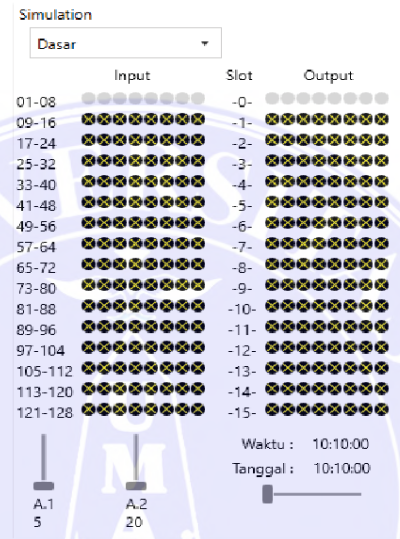 Simulation
Dasar
Input Slot Output
01-08 -0-
09-16 -1-
17-24 -2-
25-32 -3-
33-40 -4-
41-48 -5-
49-56 -6-
57-64 -7-
65-72 -8-
73-80 -9-
81-88 -10-
89-96 -11-
97-104 -12-
105-112 -13-
113-120 -14-
121-128 -15-
Waktu : 10:10:00
Tanggal : 10:10:00
A.1 A.2
5 20